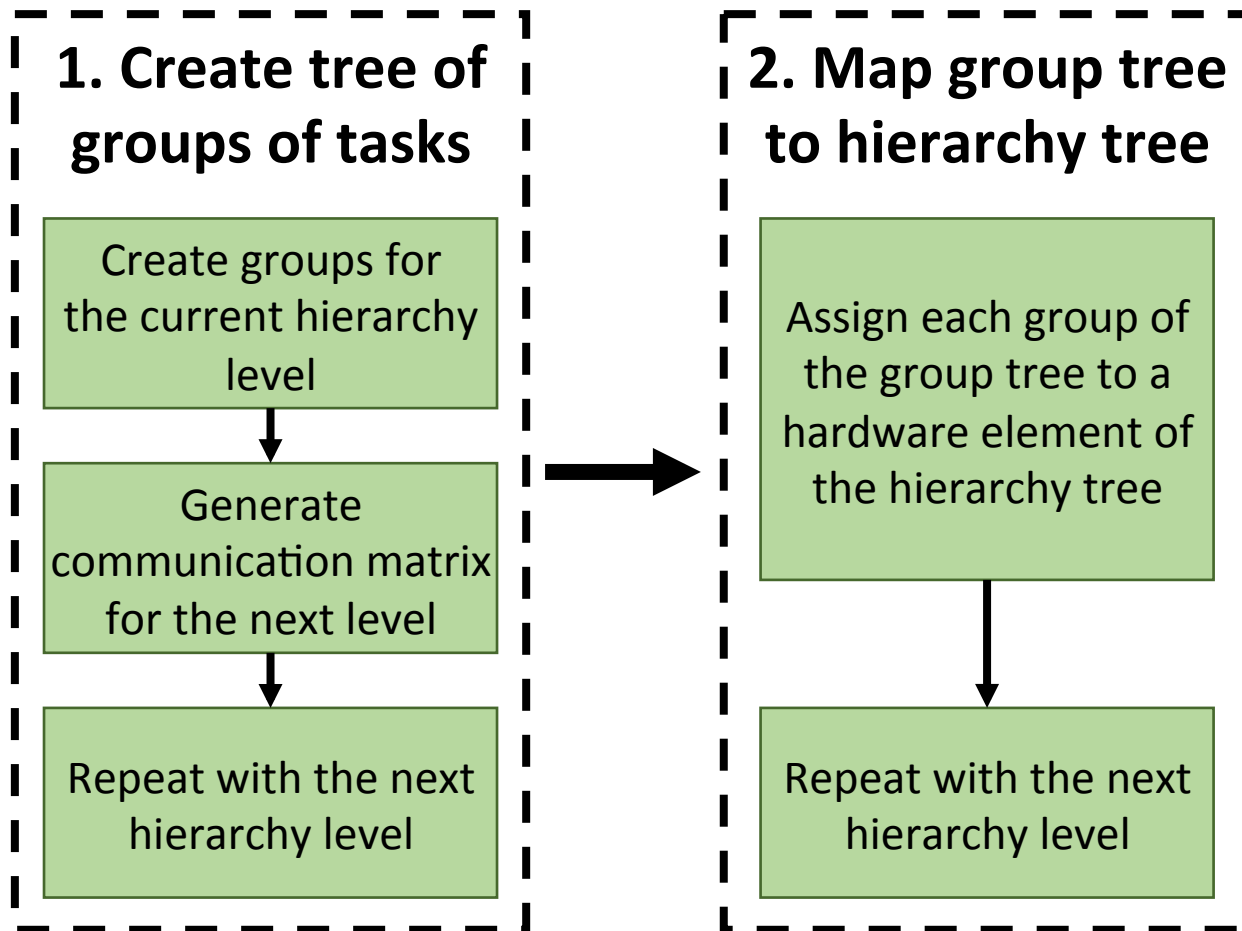 1. Create tree of
groups of tasks
Create groups for
the current hierarchy
level
Generate
communication matrix
for the next level
Repeat with the next
hierarchy level
2. Map group tree
to hierarchy tree
Assign each group of
the group tree to a
hardware element of
the hierarchy tree
Repeat with the next
hierarchy level